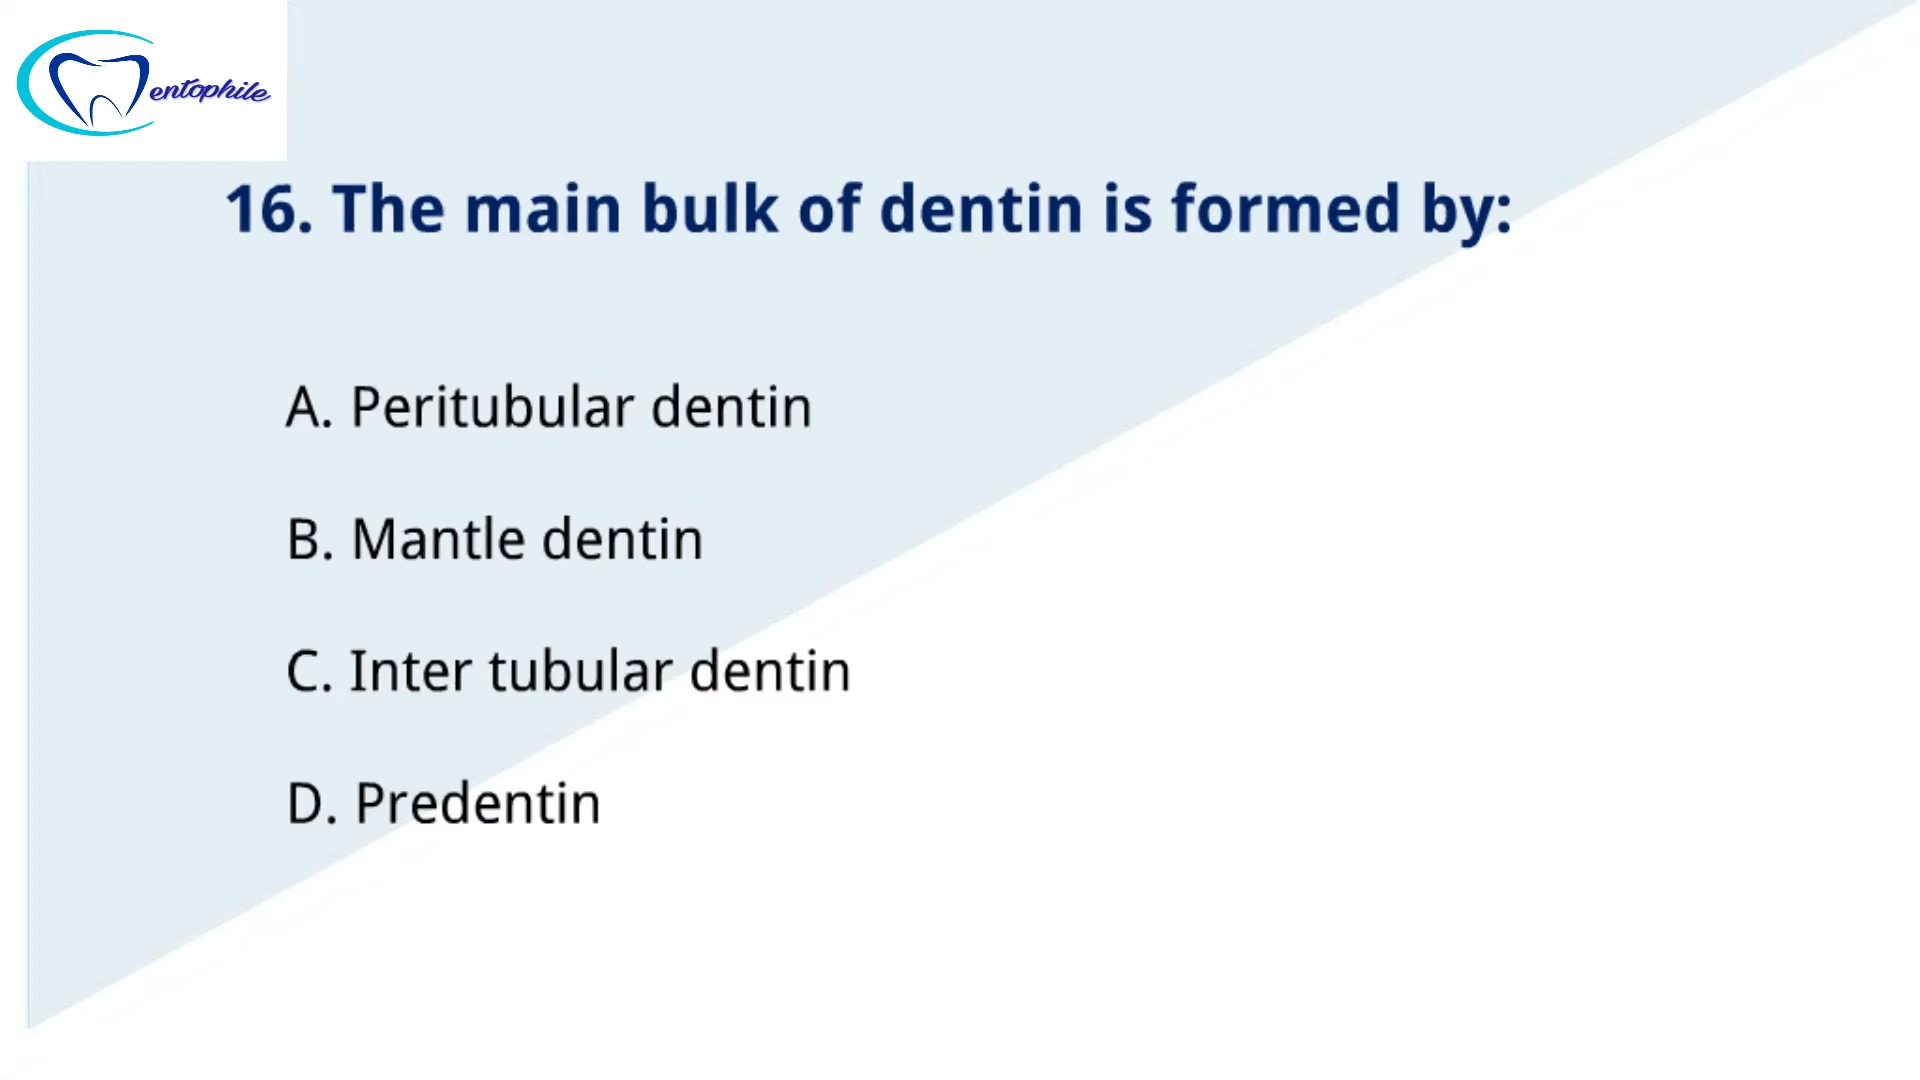 entophile
16. The main bulk of dentin is formed by:
A. Peritubular dentin
B. Mantle dentin
C. Inter tubular dentin
D. Predentin